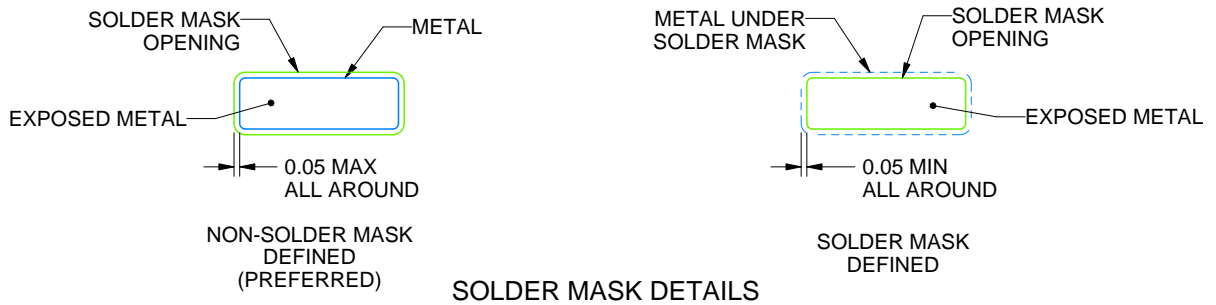 SOLDER MASK
OPENING
METAL
EXPOSED METAL
0.05 MAX
ALL AROUND
NON-SOLDER MASK
DEFINED
(PREFERRED)
METAL UNDER
SOLDER MASK
SOLDER MASK
OPENING
EXPOSED METAL
0.05 MIN
ALL AROUND
SOLDER MASK
DEFINED
SOLDER MASK DETAILS